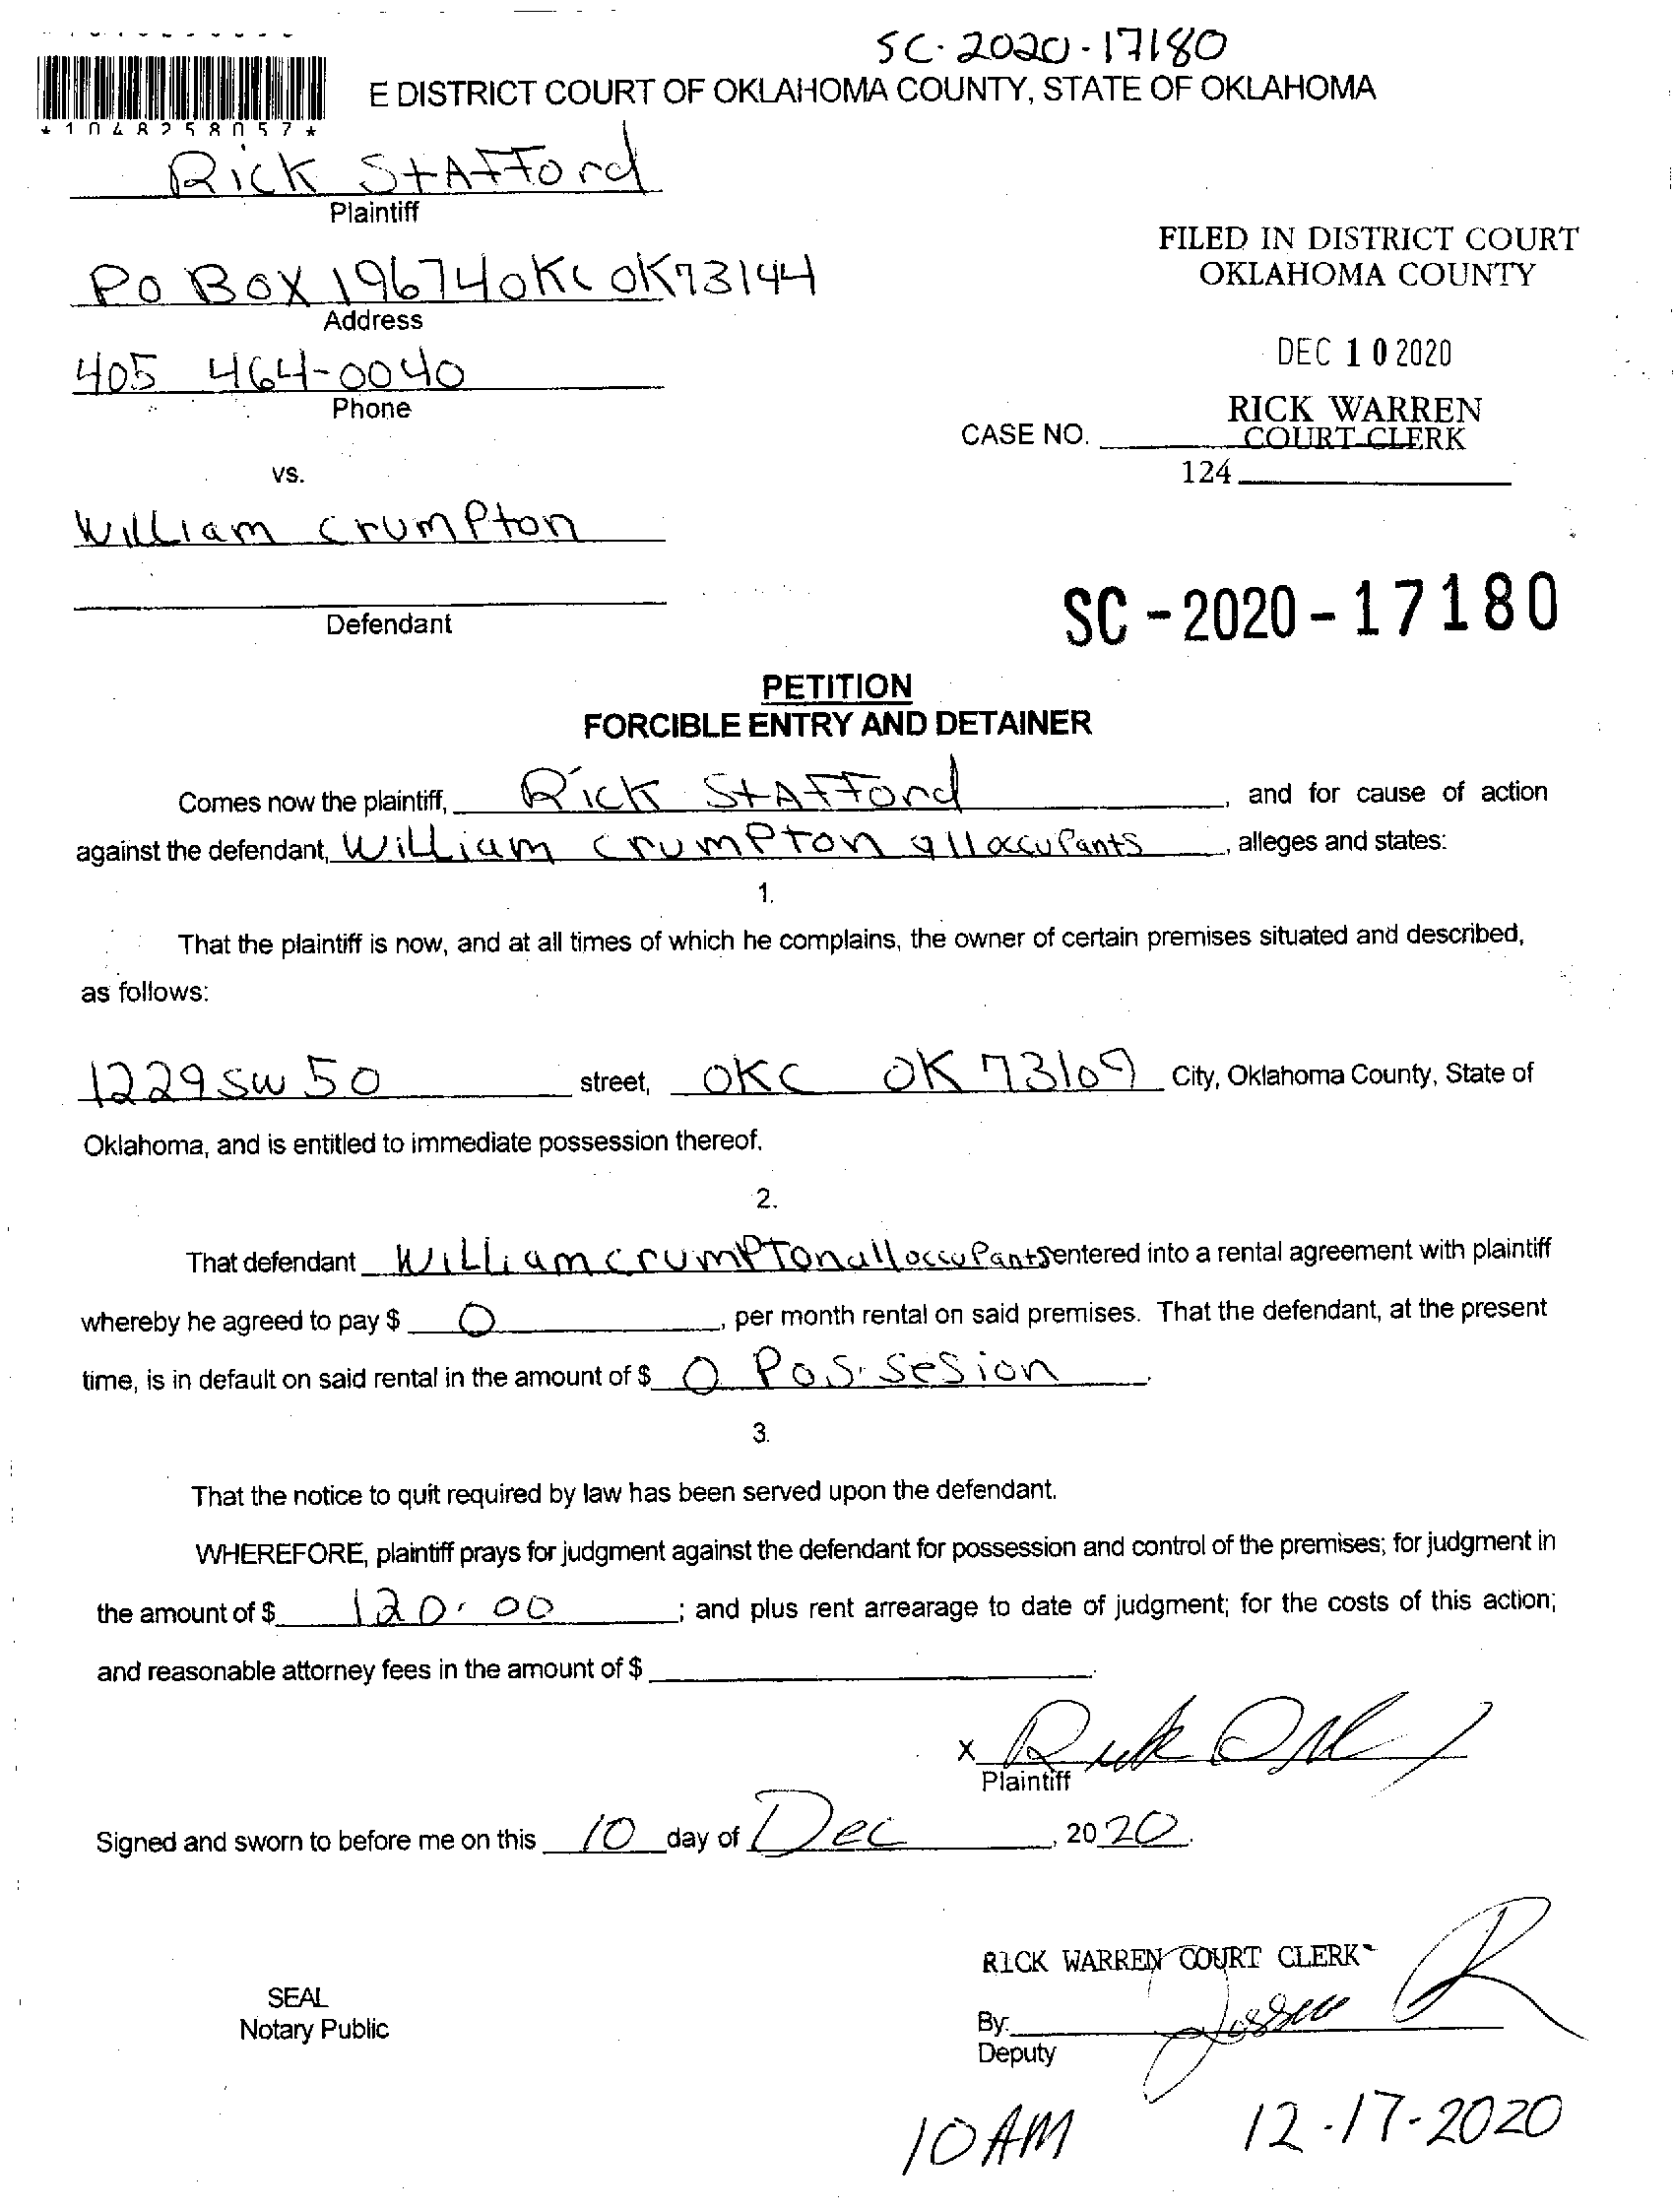 SC-2020-17180
E DISTRICT COURT OF OKLAHOMA COUNTY, STATE OF OKLAHOMA
*1048258057*
Rick Stafford
Plaintiff
FILED IN DISTRICT COURT
OKLAHOMA COUNTY
PO BOX 19674 OKC OK 73144
Address
DEC 10 2020
405 464-0040
Phone
RICK WARREN
COURT CLERK
CASE NO.
124
vs.
William Crumpton
Defendant
SC-2020-17180
PETITION
FORCIBLE ENTRY AND DETAINER
Comes now the plaintiff, Rick Stafford, and for cause of action
against the defendant, William Crumpton all occupants, alleges and states:
1.
That the plaintiff is now, and at all times of which he complains, the owner of certain premises situated and described,
as follows:
1229 SW 50 street, OKC OK 73109 City, Oklahoma County, State of
Oklahoma, and is entitled to immediate possession thereof.
2.
That defendant William Crumpton all occupants entered into a rental agreement with plaintiff
whereby he agreed to pay $ 0, per month rental on said premises. That the defendant, at the present
time, is in default on said rental in the amount of $ 0 Possesion.
3.
That the notice to quit required by law has been served upon the defendant.
WHEREFORE, plaintiff prays for judgment against the defendant for possession and control of the premises; for judgment in
the amount of $ 120.00; and plus rent arrearage to date of judgment; for the costs of this action;
and reasonable attorney fees in the amount of $
X
Plaintiff
Signed and sworn to before me on this 10 day of Dec, 2020.
RICK WARREN COURT CLERK
SEAL
Notary Public
By:
Deputy
10 AM 12-17-2020